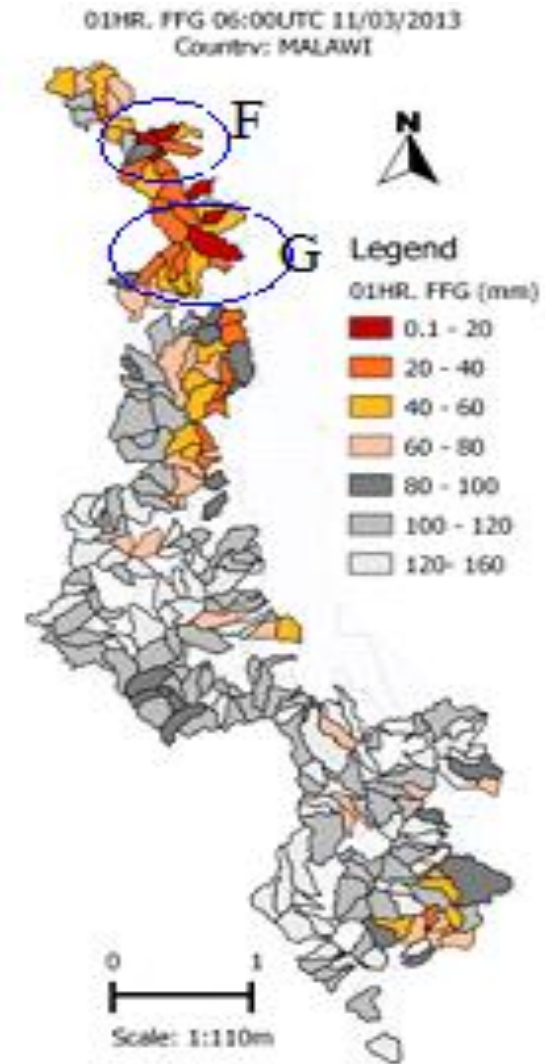 01HR. FFG 06:00UTC 11/03/2013
Country: MALAWI
F
N
G
Legend
01HR. FFG (mm)
0.1 - 20
20 - 40
40 - 60
60 - 80
80 - 100
100 - 120
120- 160
0 1
Scale: 1:110m